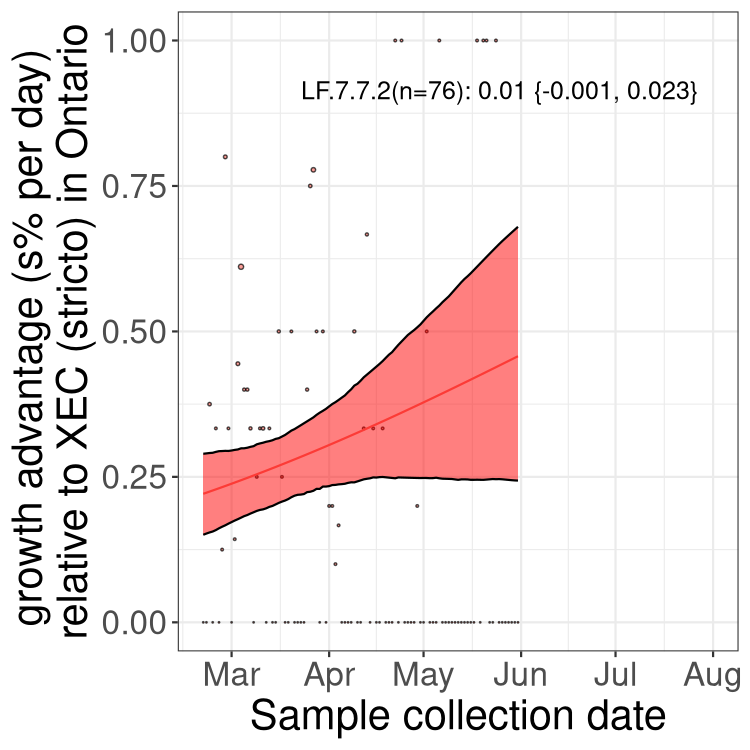 growth advantage (s% per day)
relative to XEC (stricto) in Ontario
1.00
0.75
0.50
0.25
0.00
LF.7.7.2(n=76): 0.01 {-0.001, 0.023}
Mar Apr May Jun Jul Aug
Sample collection date